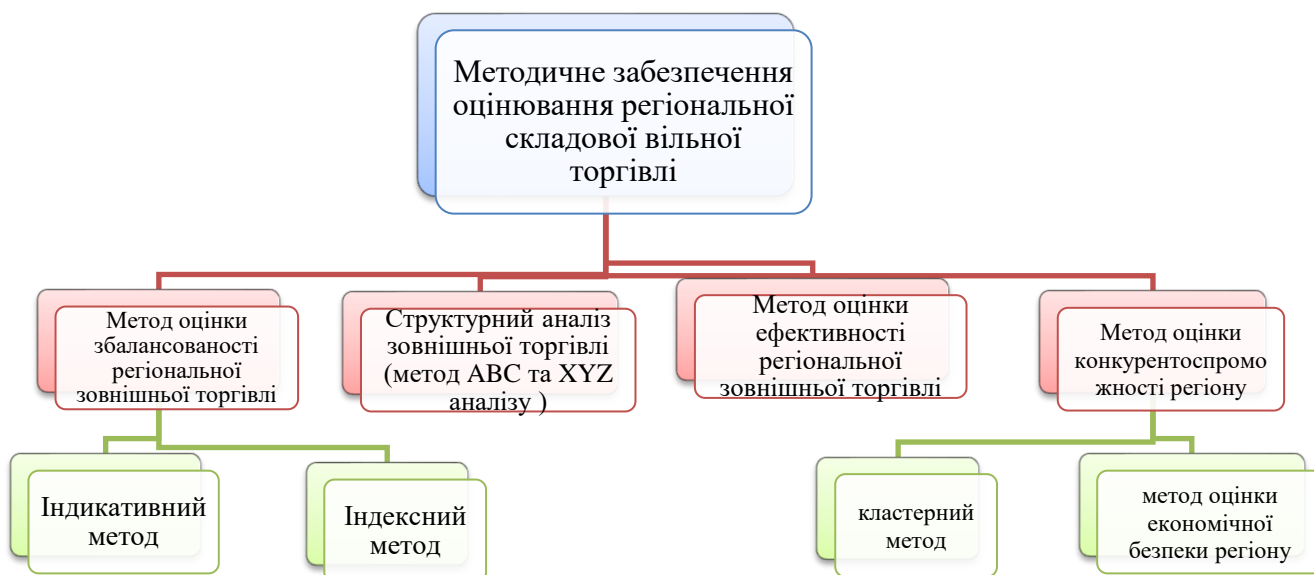 Методичне забезпечення
оцінювання регіональної
складової вільної
торгівлі
Метод оцінки
збалансованості
регіональної
зовнішньої торгівлі
Структурний аналіз
зовнішньої торгівлі
(метод АВС та XYZ
аналізу )
Метод оцінки
ефективності
регіональної
зовнішньої торгівлі
Метод оцінки
конкурентоспромо
жності регіону
Індикативний
метод
Індексний
метод
кластерний
метод
метод оцінки
економічної
безпеки регіону